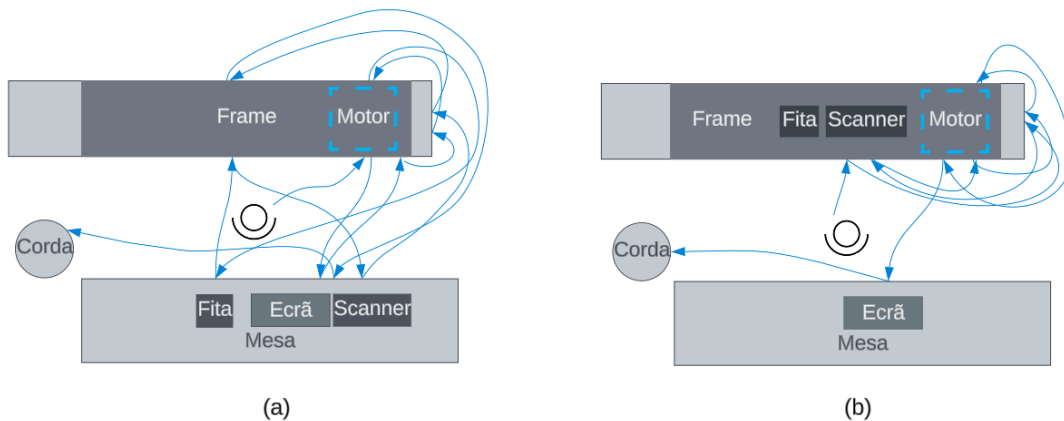 Frame
Motor
Corda
Fita
Ecrã
Scanner
Mesa
(a)
Frame
Fita
Scanner
Motor
Corda
Ecrã
Mesa
(b)